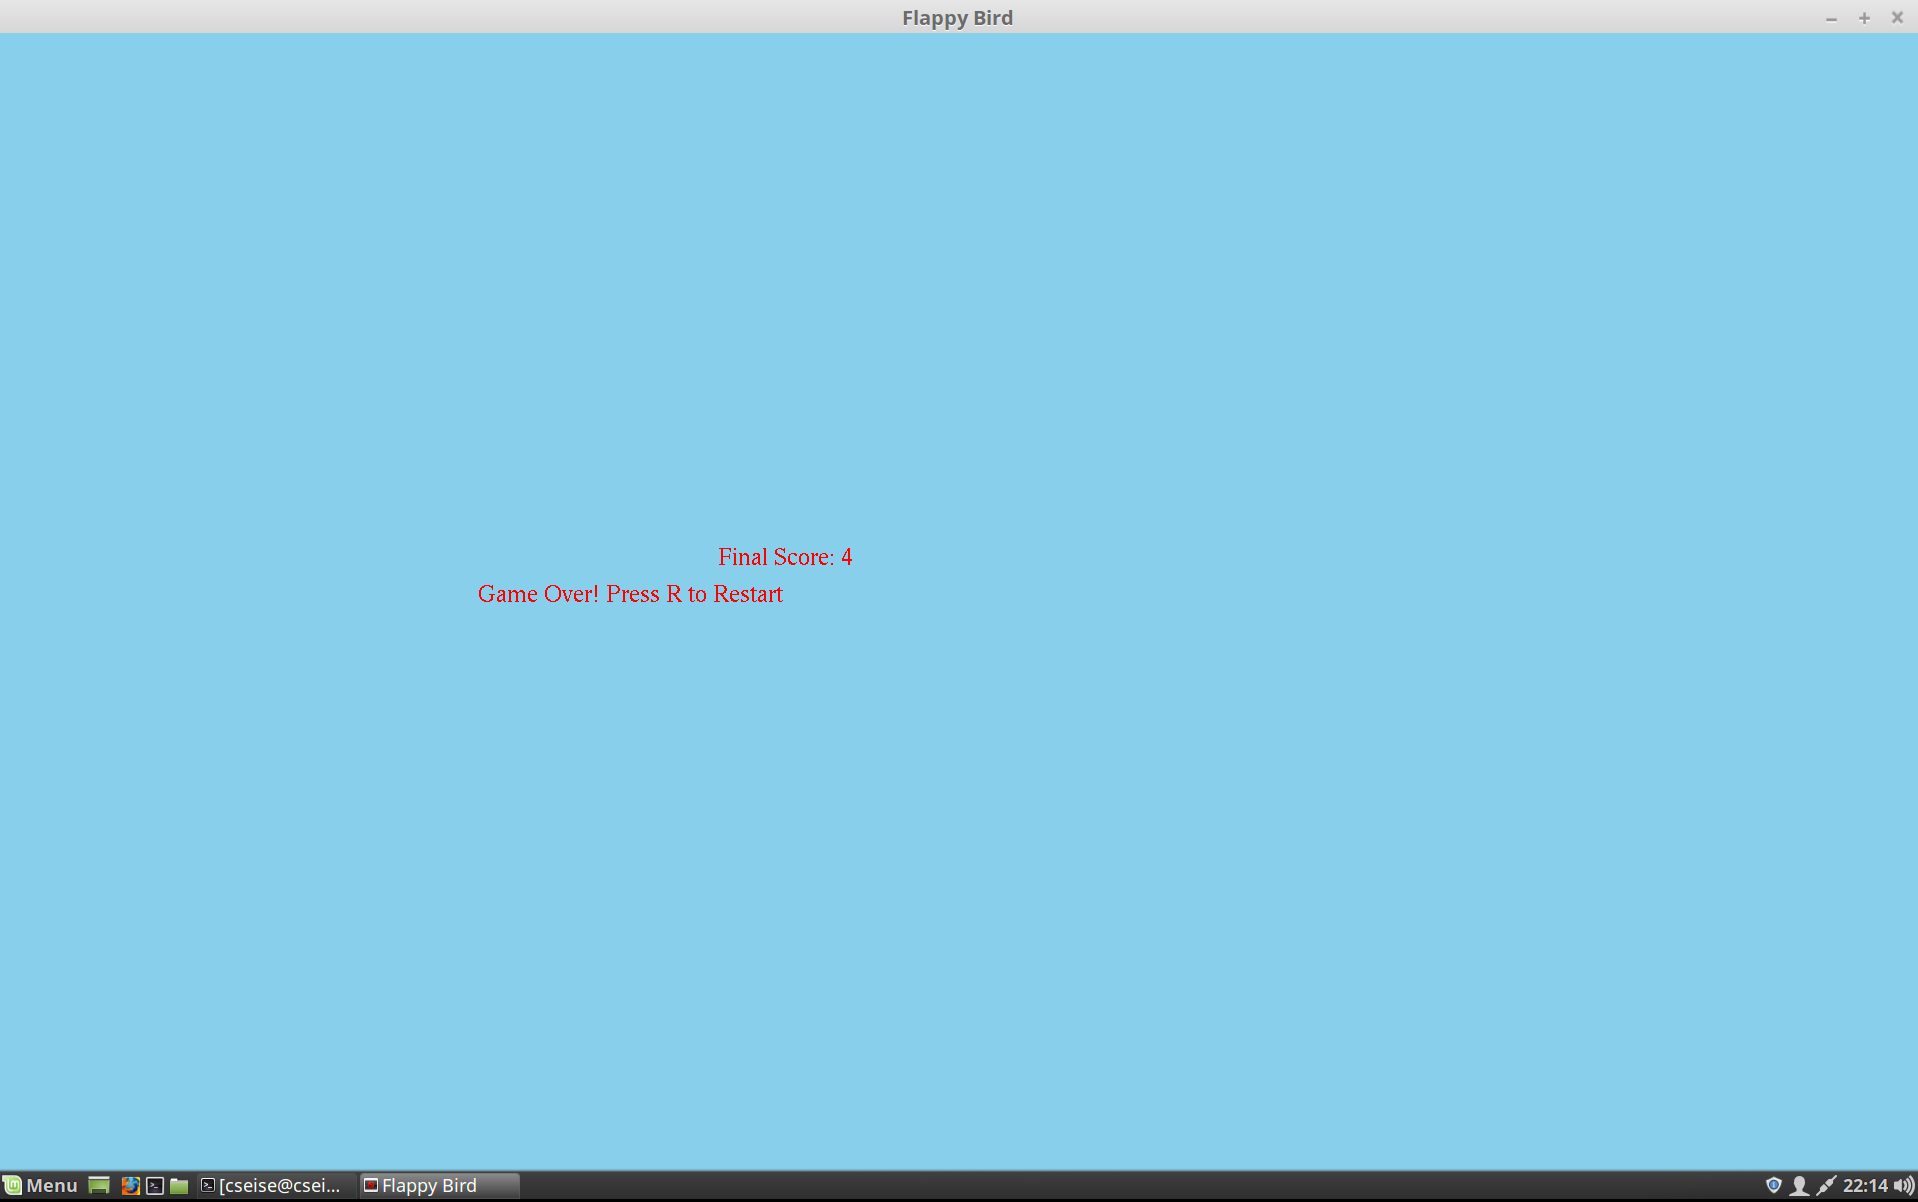 Flappy Bird
Final Score: 4
Game Over! Press R to Restart
Menu
[cseise@csei...
Flappy Bird
22:14